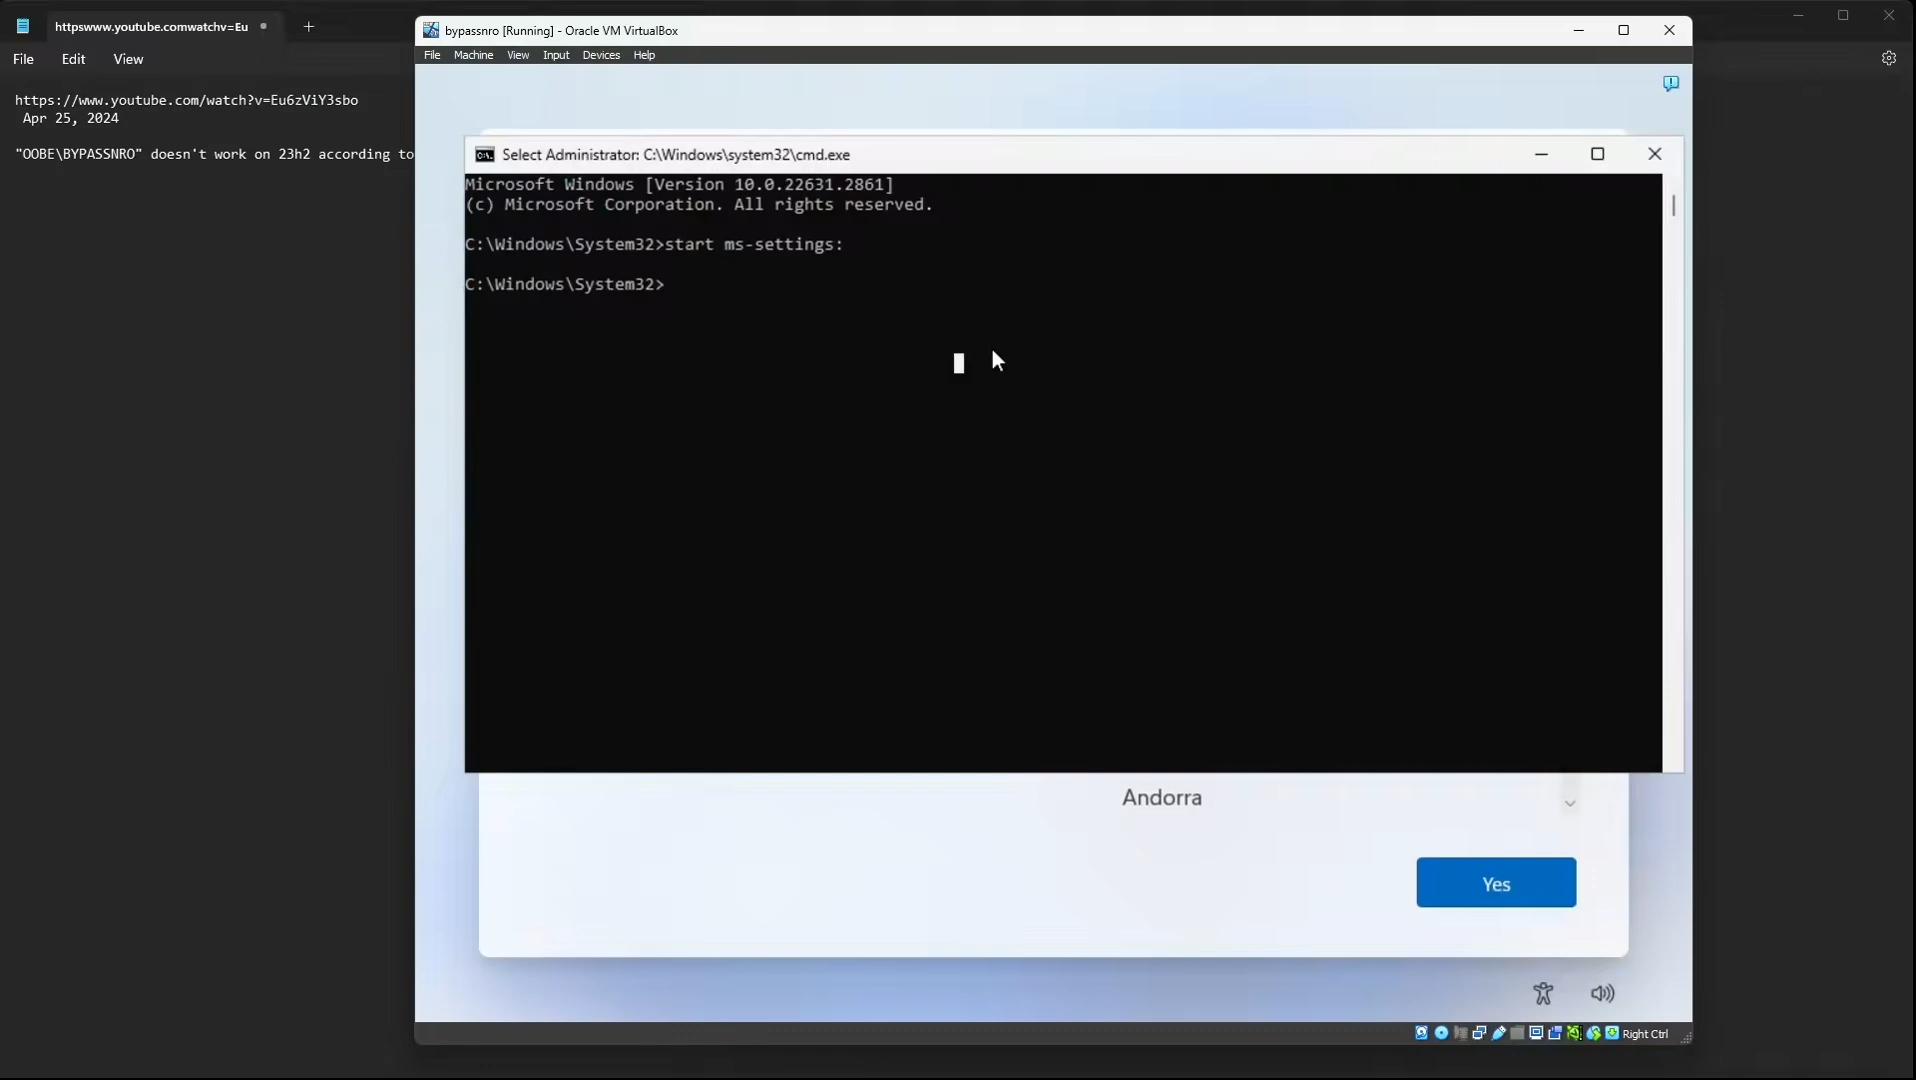 httpswww.youtube.comwatchv=Eu
File Edit View
https://www.youtube.com/watch?v=Eu6zViY3sbo
Apr 25, 2024
"OOBE\BYPASSNRO" doesn't work on 23h2 according to
bypassnro [Running] - Oracle VM VirtualBox
File Machine View Input Devices Help
Select Administrator: C:\Windows\system32\cmd.exe
Microsoft Windows [Version 10.0.22631.2861]
(c) Microsoft Corporation. All rights reserved.
C:\Windows\System32>start ms-settings:
C:\Windows\System32>
Andorra
Yes
Right Ctrl